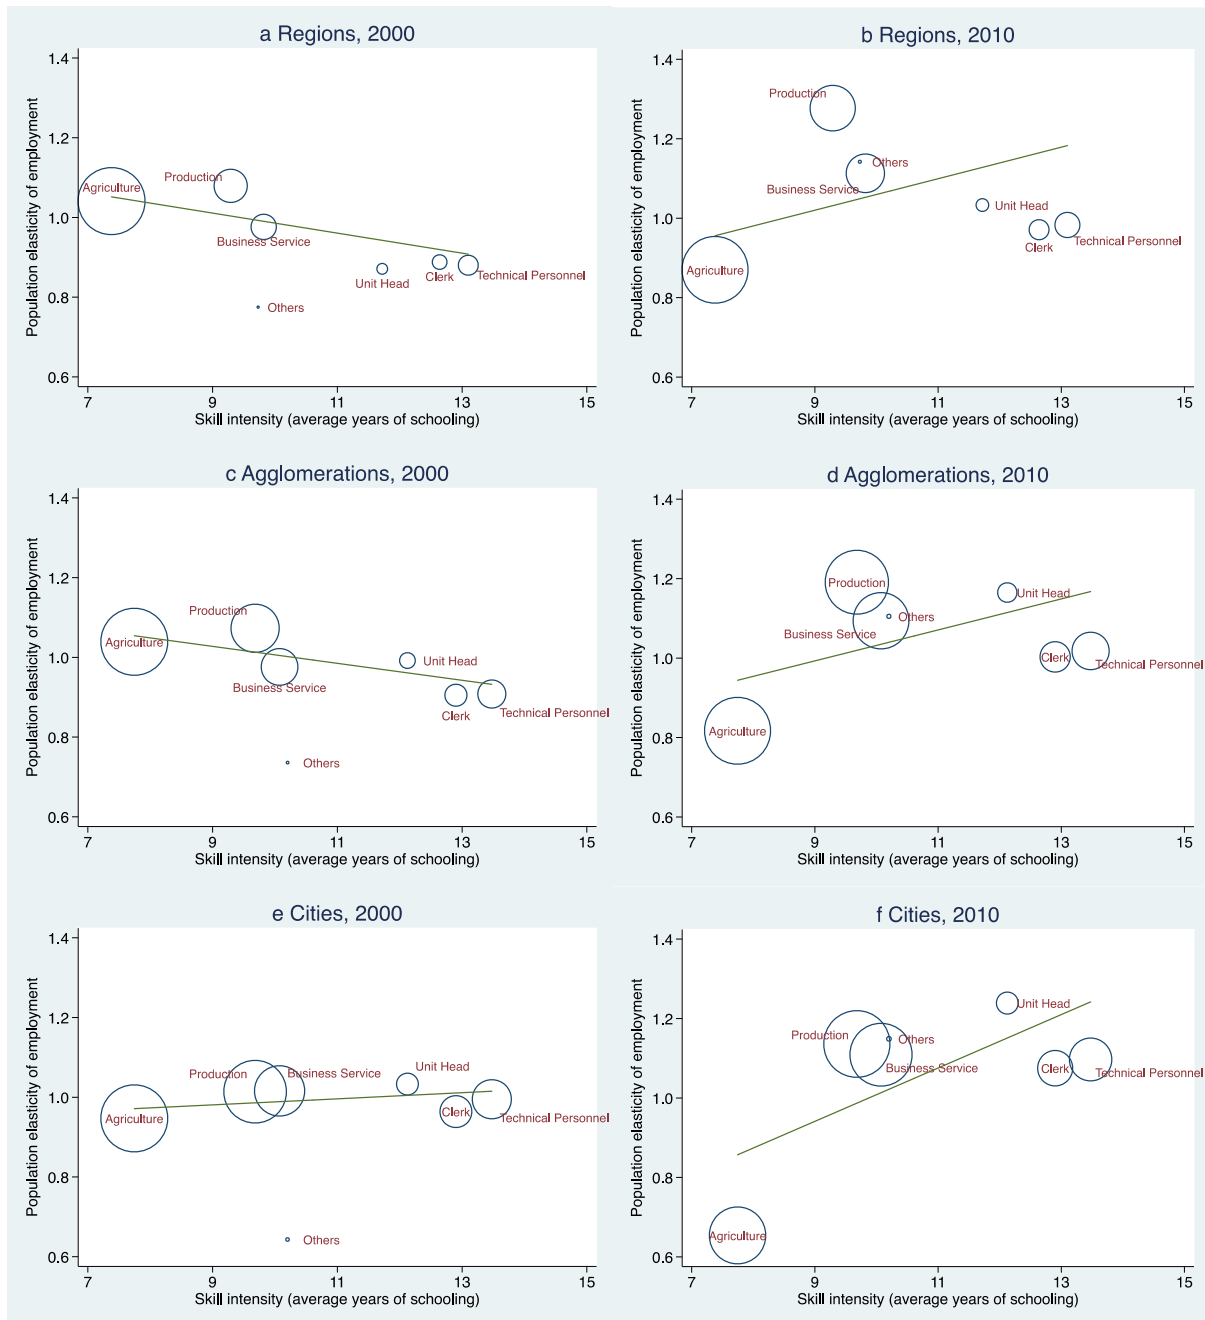 a Regions, 2000
Population elasticity of employment
1.4
1.2
1.0
0.8
0.6
Agriculture
Production
Business Service
Unit Head
Clerk
Technical Personnel
Others
7 9 11 13 15
Skill intensity (average years of schooling)
b Regions, 2010
Population elasticity of employment
1.4
1.2
1.0
0.8
0.6
Production
Others
Business Service
Unit Head
Clerk
Technical Personnel
Agriculture
7 9 11 13 15
Skill intensity (average years of schooling)
c Agglomerations, 2000
Population elasticity of employment
1.4
1.2
1.0
0.8
0.6
Production
Agriculture
Unit Head
Business Service
Clerk
Technical Personnel
Others
7 9 11 13 15
Skill intensity (average years of schooling)
d Agglomerations, 2010
Population elasticity of employment
1.4
1.2
1.0
0.8
0.6
Production
Unit Head
Others
Business Service
Clerk
Technical Personnel
Agriculture
7 9 11 13 15
Skill intensity (average years of schooling)
e Cities, 2000
Population elasticity of employment
1.4
1.2
1.0
0.8
0.6
Production
Business Service
Unit Head
Agriculture
Clerk
Technical Personnel
Others
7 9 11 13 15
Skill intensity (average years of schooling)
f Cities, 2010
Population elasticity of employment
1.4
1.2
1.0
0.8
0.6
Unit Head
Production
Others
Business Service
Clerk
Technical Personnel
Agriculture
7 9 11 13 15
Skill intensity (average years of schooling)